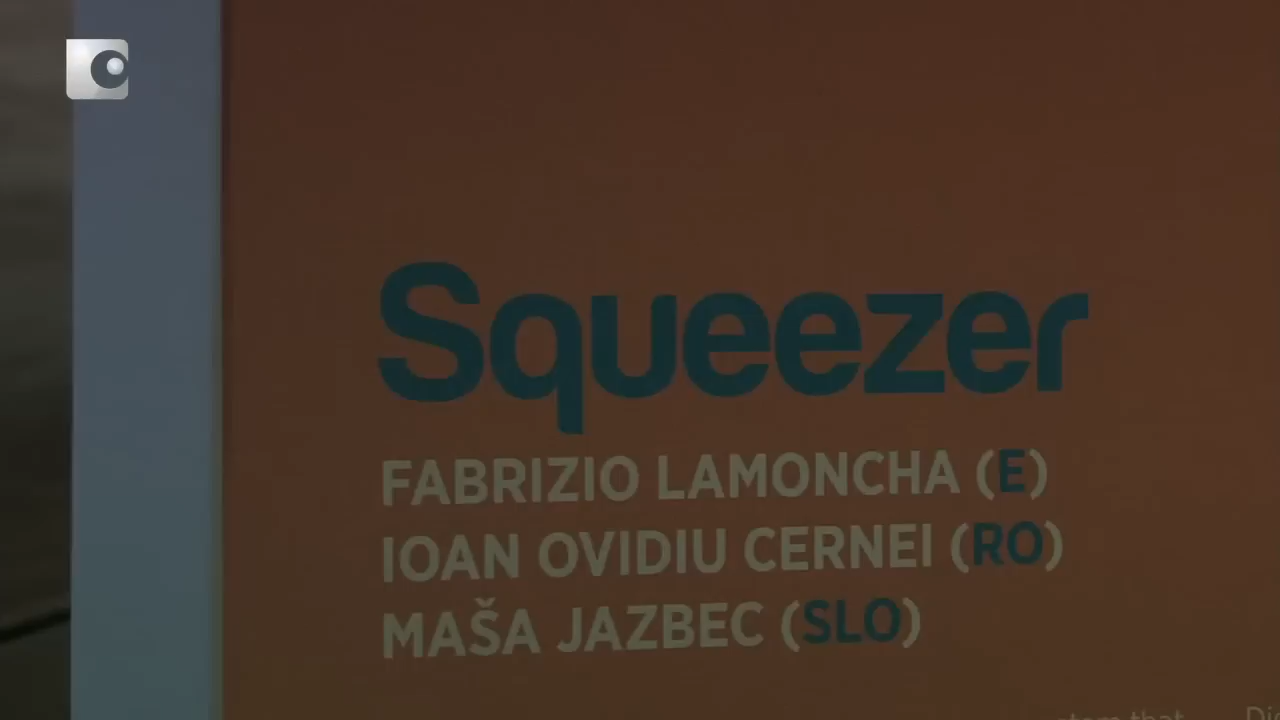 Squeezer
FABRIZIO LAMONCHA (E)
IOAN OVIDIU CERNEI (RO)
MAŠA JAZBEC (SLO)